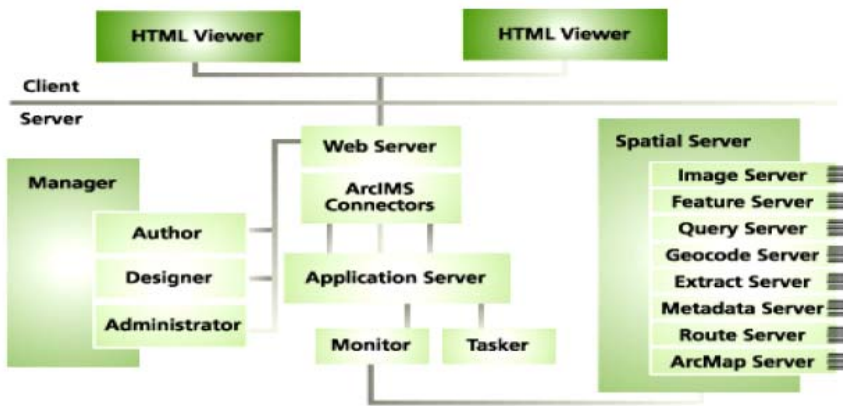 HTML Viewer
HTML Viewer
Client
Server
Web Server
ArcIMS
Connectors
Application Server
Monitor
Tasker
Manager
Author
Designer
Administrator
Spatial Server
Image Server
Feature Server
Query Server
Geocode Server
Extract Server
Metadata Server
Route Server
ArcMap Server